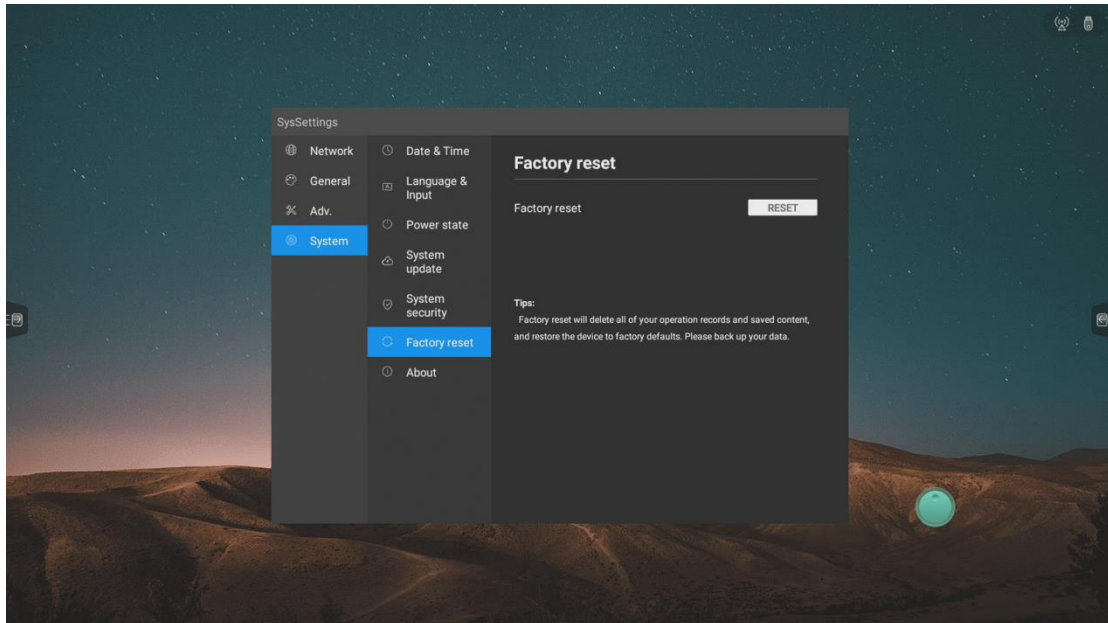 SysSettings
Network
General
Adv.
System
Date & Time
Language &
Input
Power state
System
update
System
security
Factory reset
About
Factory reset
Factory reset
RESET
Tips:
Factory reset will delete all of your operation records and saved content,
and restore the device to factory defaults. Please back up your data.